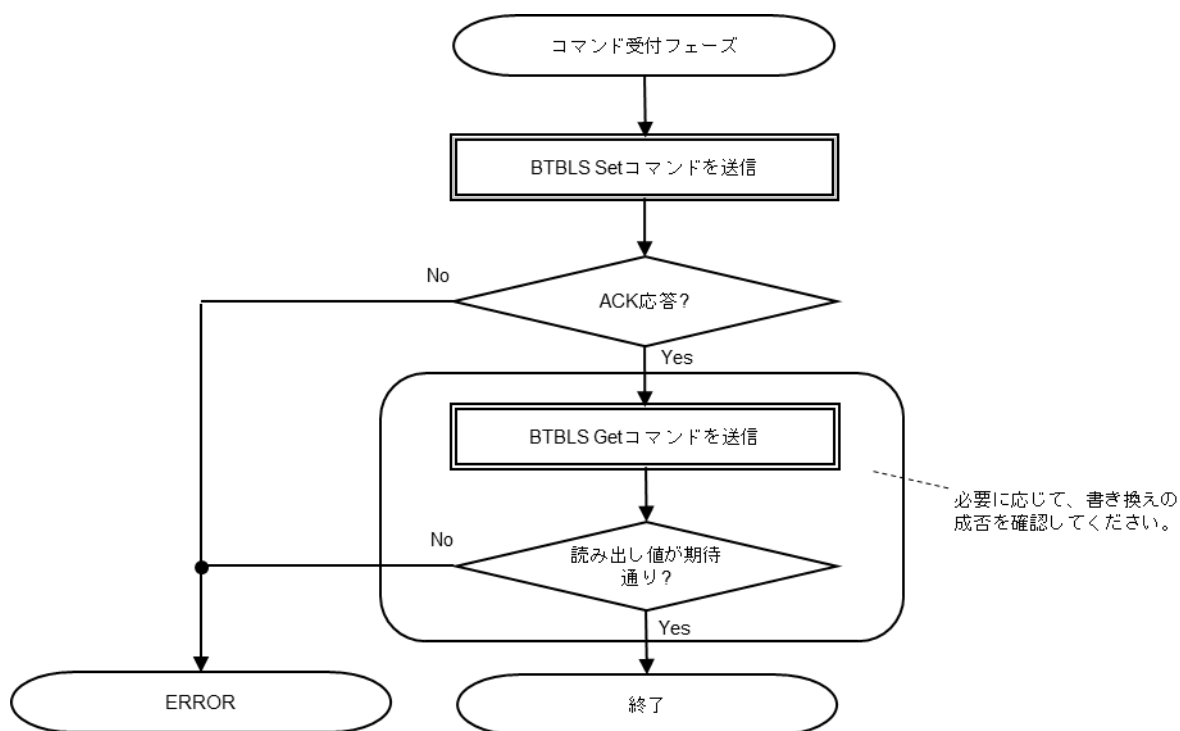 コマンド受付フェーズ
BTBLS Setコマンドを送信
No
ACK応答?
Yes
BTBLS Getコマンドを送信
必要に応じて、書き換えの
成否を確認してください。
No
読み出し値が期待
通り?
Yes
ERROR
終了